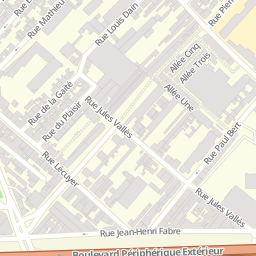 Rue Mathieu
Rue Louis Dain
Rue Pierre
Allée Cinq
Allée Trois
Allée Une
Rue de la Gaîté
Rue du Plaisir
Rue Jules Vallès
Rue Paul Bert
Rue Lécuyer
Rue Jules Vallès
Rue Jean-Henri Fabre
Boulevard Périphérique Extérieur